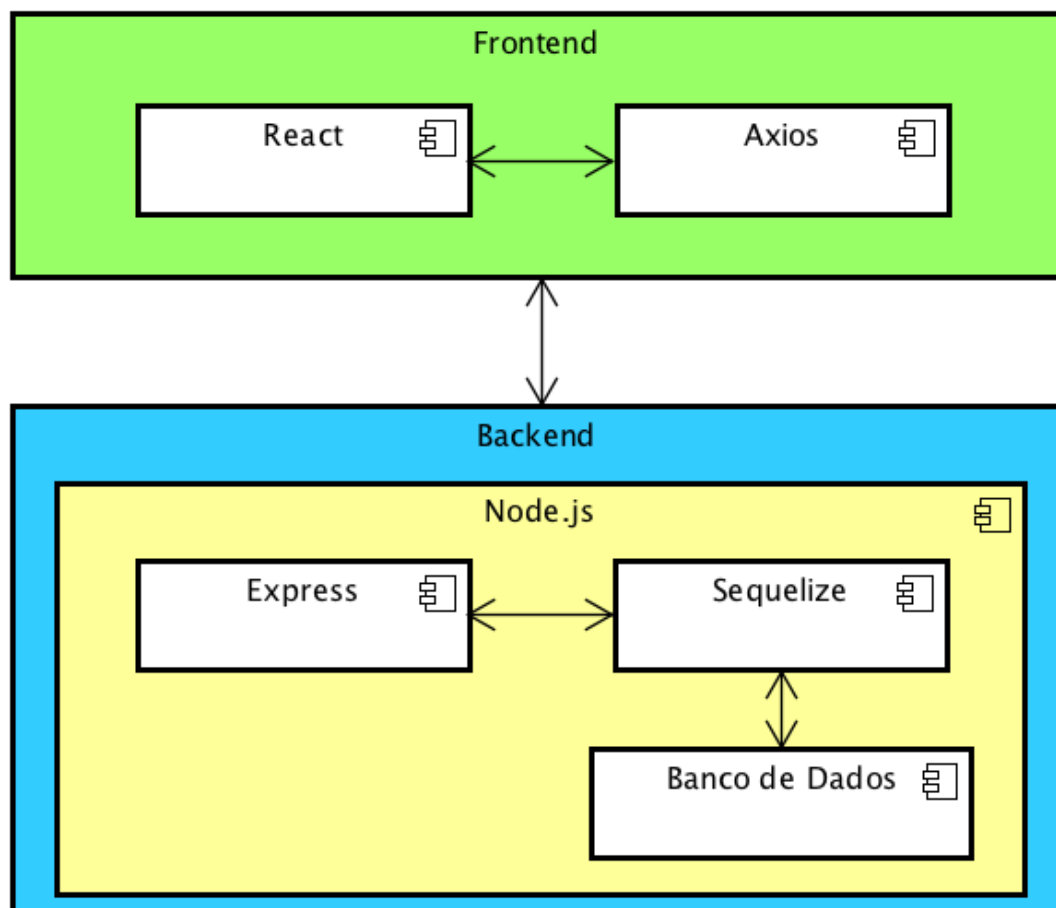 Frontend
React
Axios
Backend
Node.js
Express
Sequelize
Banco de Dados